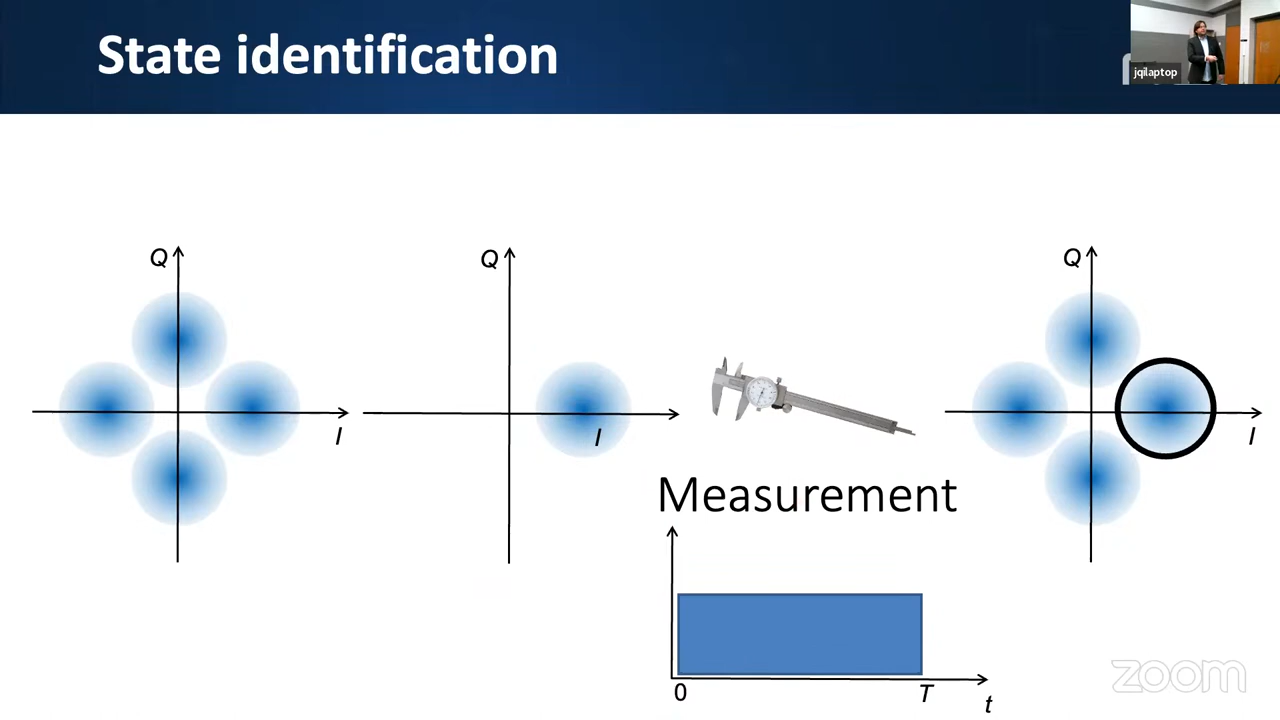 State identification
jqilaptop
Q
I
Q
I
Q
I
Measurement
0
T
t
zoom